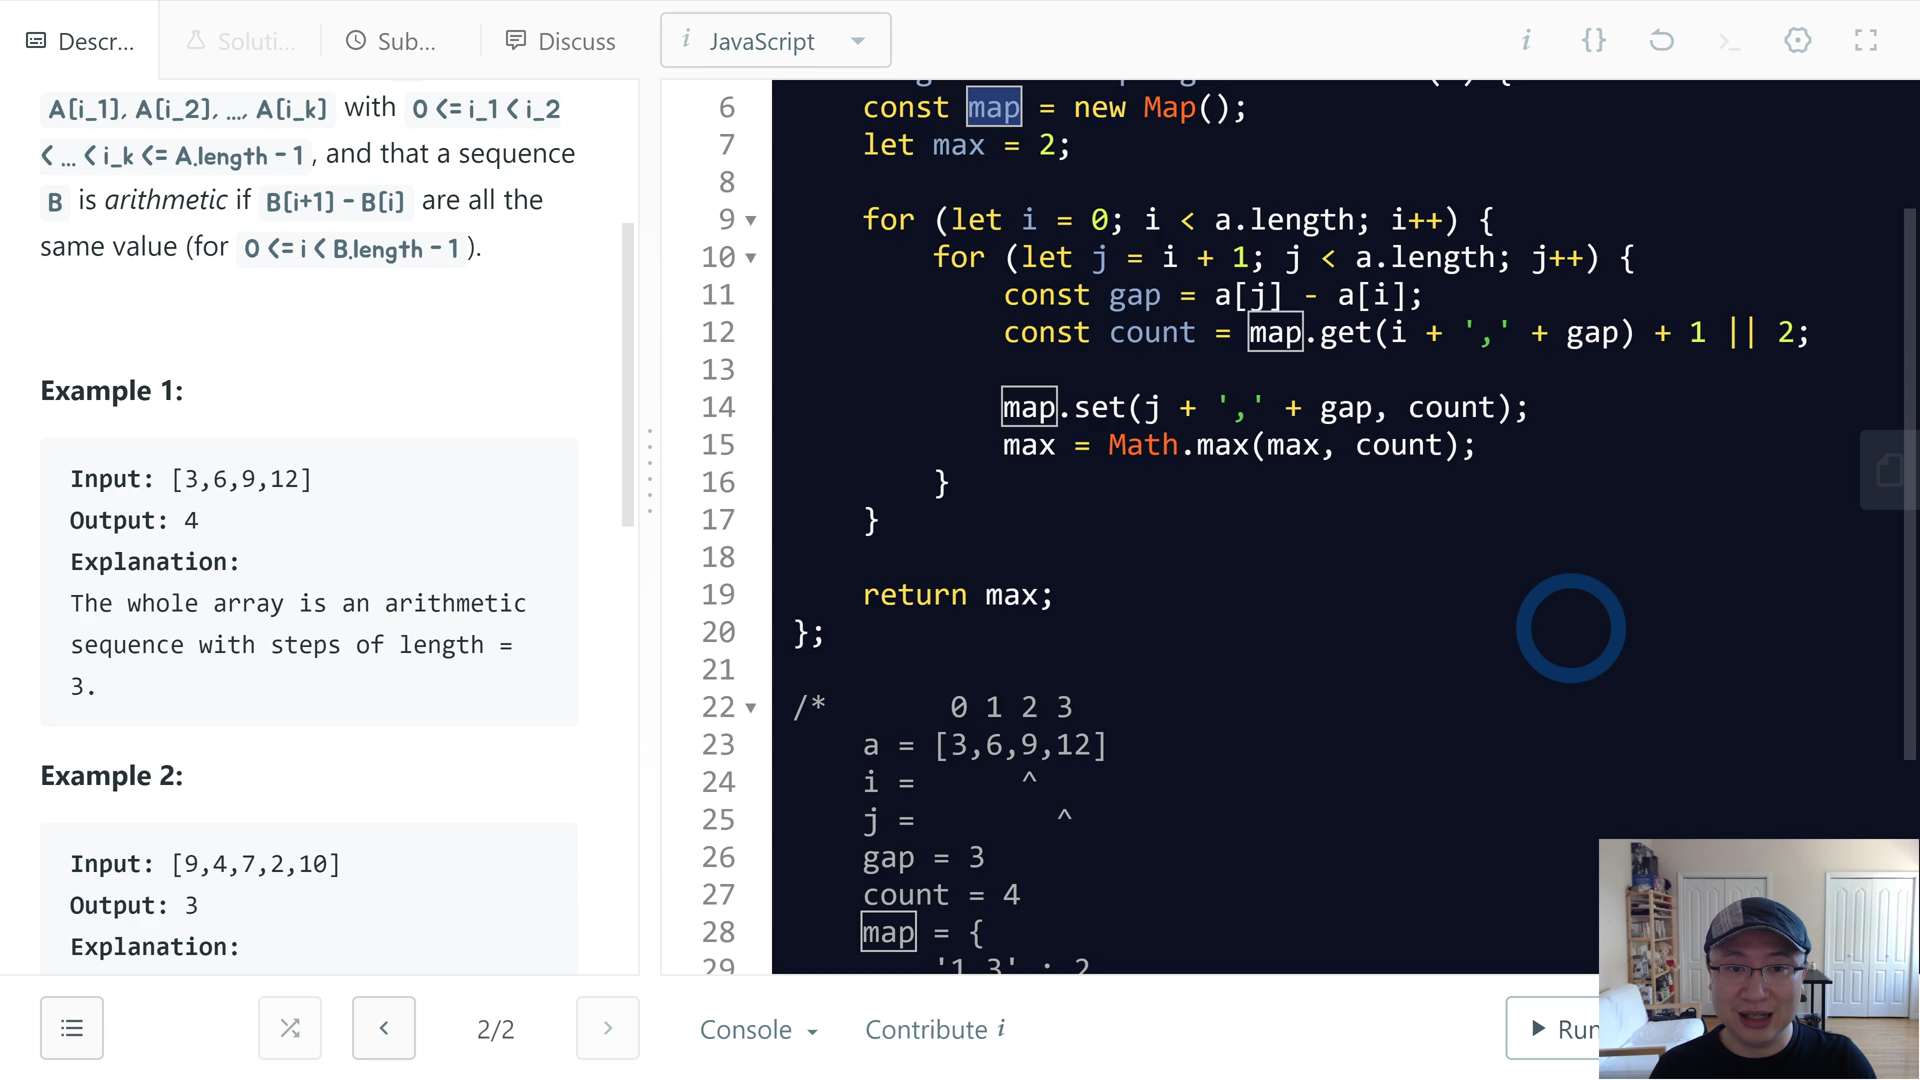 Descr...
Soluti...
Sub...
Discuss
i JavaScript
i {}
A[i_1], A[i_2], ..., A[i_k] with 0 <= i_1 < i_2
< ... < i_k <= A.length - 1, and that a sequence
B is arithmetic if B[i+1] - B[i] are all the
same value (for 0 <= i < B.length - 1).
Example 1:
Input: [3,6,9,12]
Output: 4
Explanation:
The whole array is an arithmetic
sequence with steps of length =
3.
Example 2:
Input: [9,4,7,2,10]
Output: 3
Explanation:
6 const map = new Map();
7 let max = 2;
8
9 for (let i = 0; i < a.length; i++) {
10 for (let j = i + 1; j < a.length; j++) {
11 const gap = a[j] - a[i];
12 const count = map.get(i + ',' + gap) + 1 || 2;
13
14 map.set(j + ',' + gap, count);
15 max = Math.max(max, count);
16 }
17 }
18
19 return max;
20 };
21
22 /* 0 1 2 3
23 a = [3,6,9,12]
24 i = ^
25 j = ^
26 gap = 3
27 count = 4
28 map = {
29 '1,3' : 2
2/2
Console
Contribute i
Run